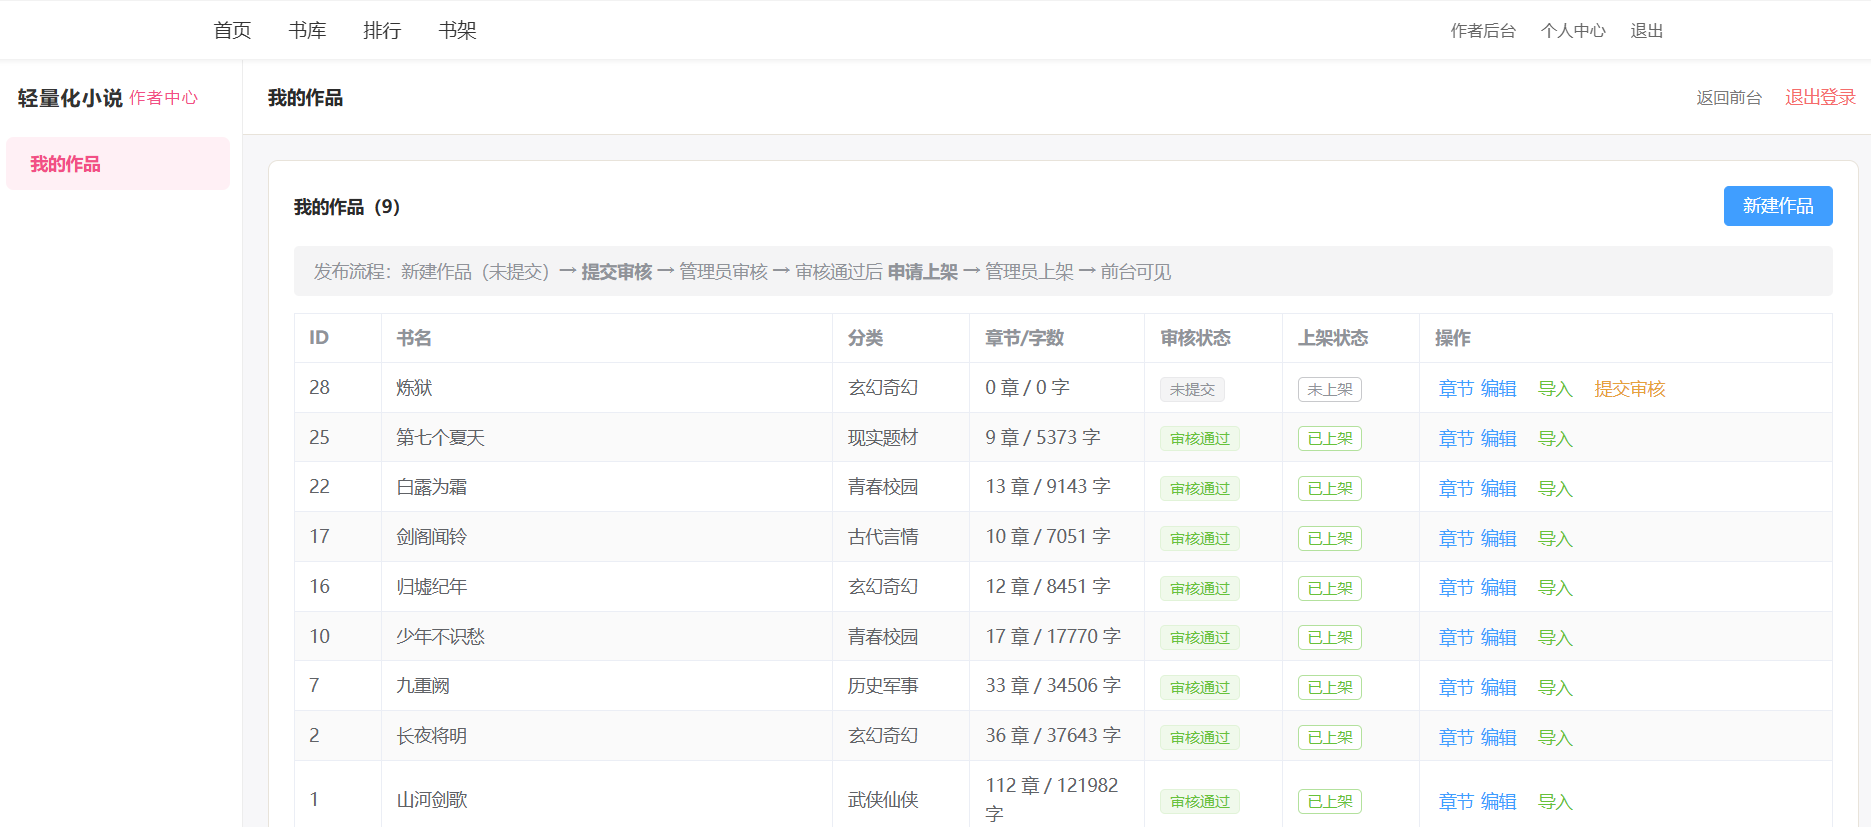 首页 书库 排行 书架 作者后台 个人中心 退出
轻量化小说 作者中心
我的作品
我的作品 返回前台 退出登录
我的作品（9） 新建作品
发布流程：新建作品（未提交）→ 提交审核 → 管理员审核 → 审核通过后 申请上架 → 管理员上架 → 前台可见
ID 书名 分类 章节/字数 审核状态 上架状态 操作
28 炼狱 玄幻奇幻 0 章 / 0 字 未提交 未上架 章节 编辑 导入 提交审核
25 第七个夏天 现实题材 9 章 / 5373 字 审核通过 已上架 章节 编辑 导入
22 白露为霜 青春校园 13 章 / 9143 字 审核通过 已上架 章节 编辑 导入
17 剑阁闻铃 古代言情 10 章 / 7051 字 审核通过 已上架 章节 编辑 导入
16 归墟纪年 玄幻奇幻 12 章 / 8451 字 审核通过 已上架 章节 编辑 导入
10 少年不识愁 青春校园 17 章 / 17770 字 审核通过 已上架 章节 编辑 导入
7 九重阙 历史军事 33 章 / 34506 字 审核通过 已上架 章节 编辑 导入
2 长夜将明 玄幻奇幻 36 章 / 37643 字 审核通过 已上架 章节 编辑 导入
1 山河剑歌 武侠仙侠 112 章 / 121982 字 审核通过 已上架 章节 编辑 导入